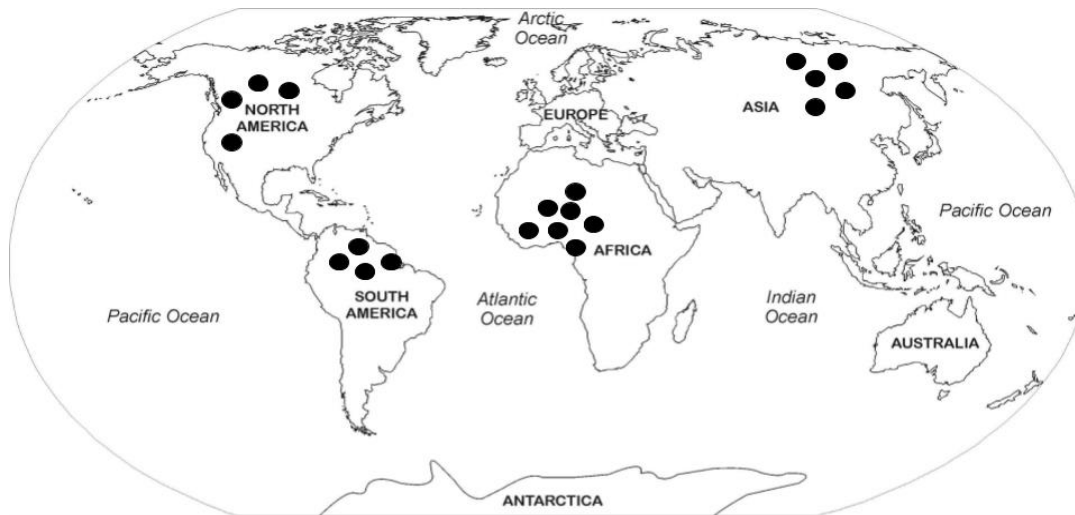 Arctic
Ocean
NORTH
AMERICA
EUROPE
ASIA
Pacific Ocean
AFRICA
SOUTH
AMERICA
Atlantic
Ocean
Indian
Ocean
Pacific Ocean
AUSTRALIA
ANTARCTICA